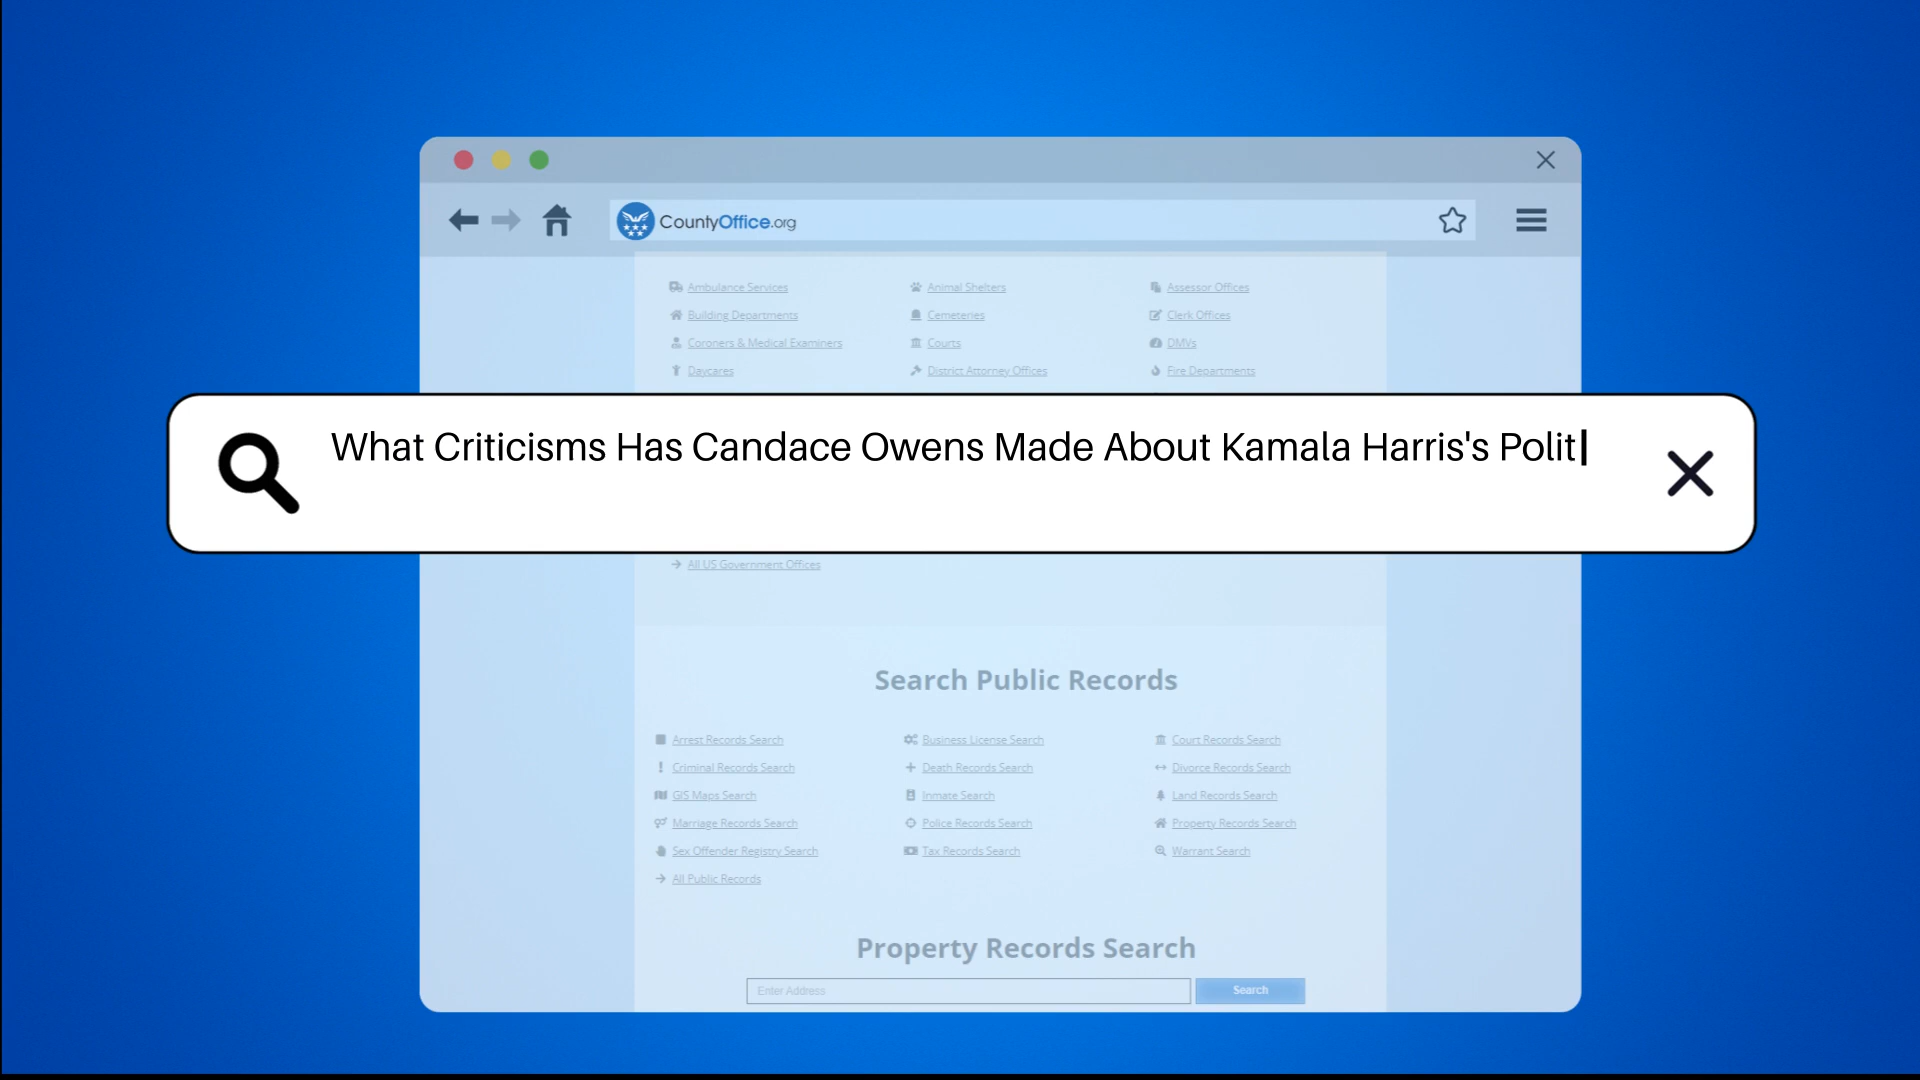 CountyOffice.org
Ambulance Services Animal Shelters Assessor Offices
Building Departments Cemeteries Clerk Offices
Coroners & Medical Examiners Courts DMVs
Daycares District Attorney Offices Fire Departments
What Criticisms Has Candace Owens Made About Kamala Harris's Polit
All US Government Offices
Search Public Records
Arrest Records Search Business License Search Court Records Search
Criminal Records Search Death Records Search Divorce Records Search
GIS Maps Search Inmate Search Land Records Search
Marriage Records Search Police Records Search Property Records Search
Sex Offender Registry Search Tax Records Search Warrant Search
All Public Records
Property Records Search
Enter Address Search